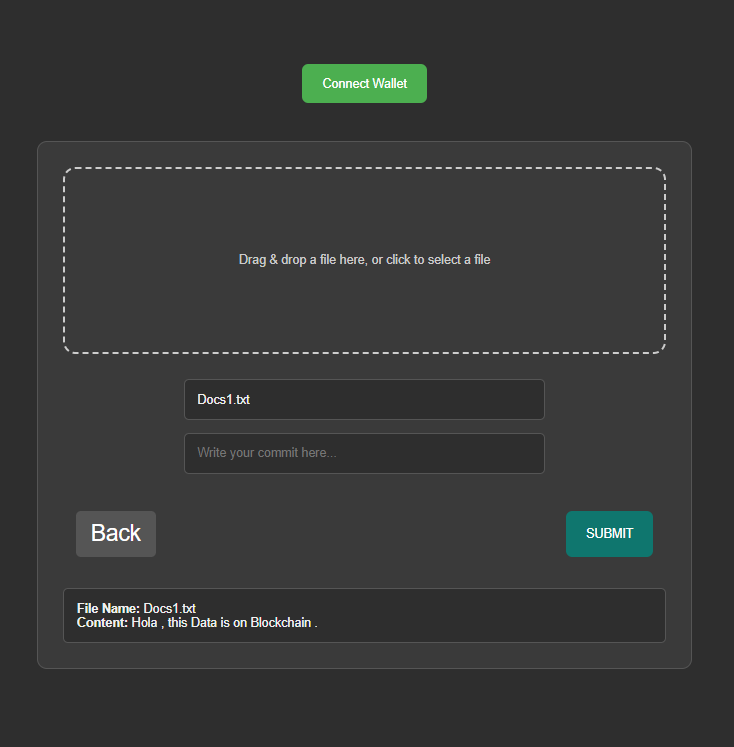 Connect Wallet
Drag & drop a file here, or click to select a file
Docs1.txt
Write your commit here...
Back
SUBMIT
File Name: Docs1.txt
Content: Hola , this Data is on Blockchain .